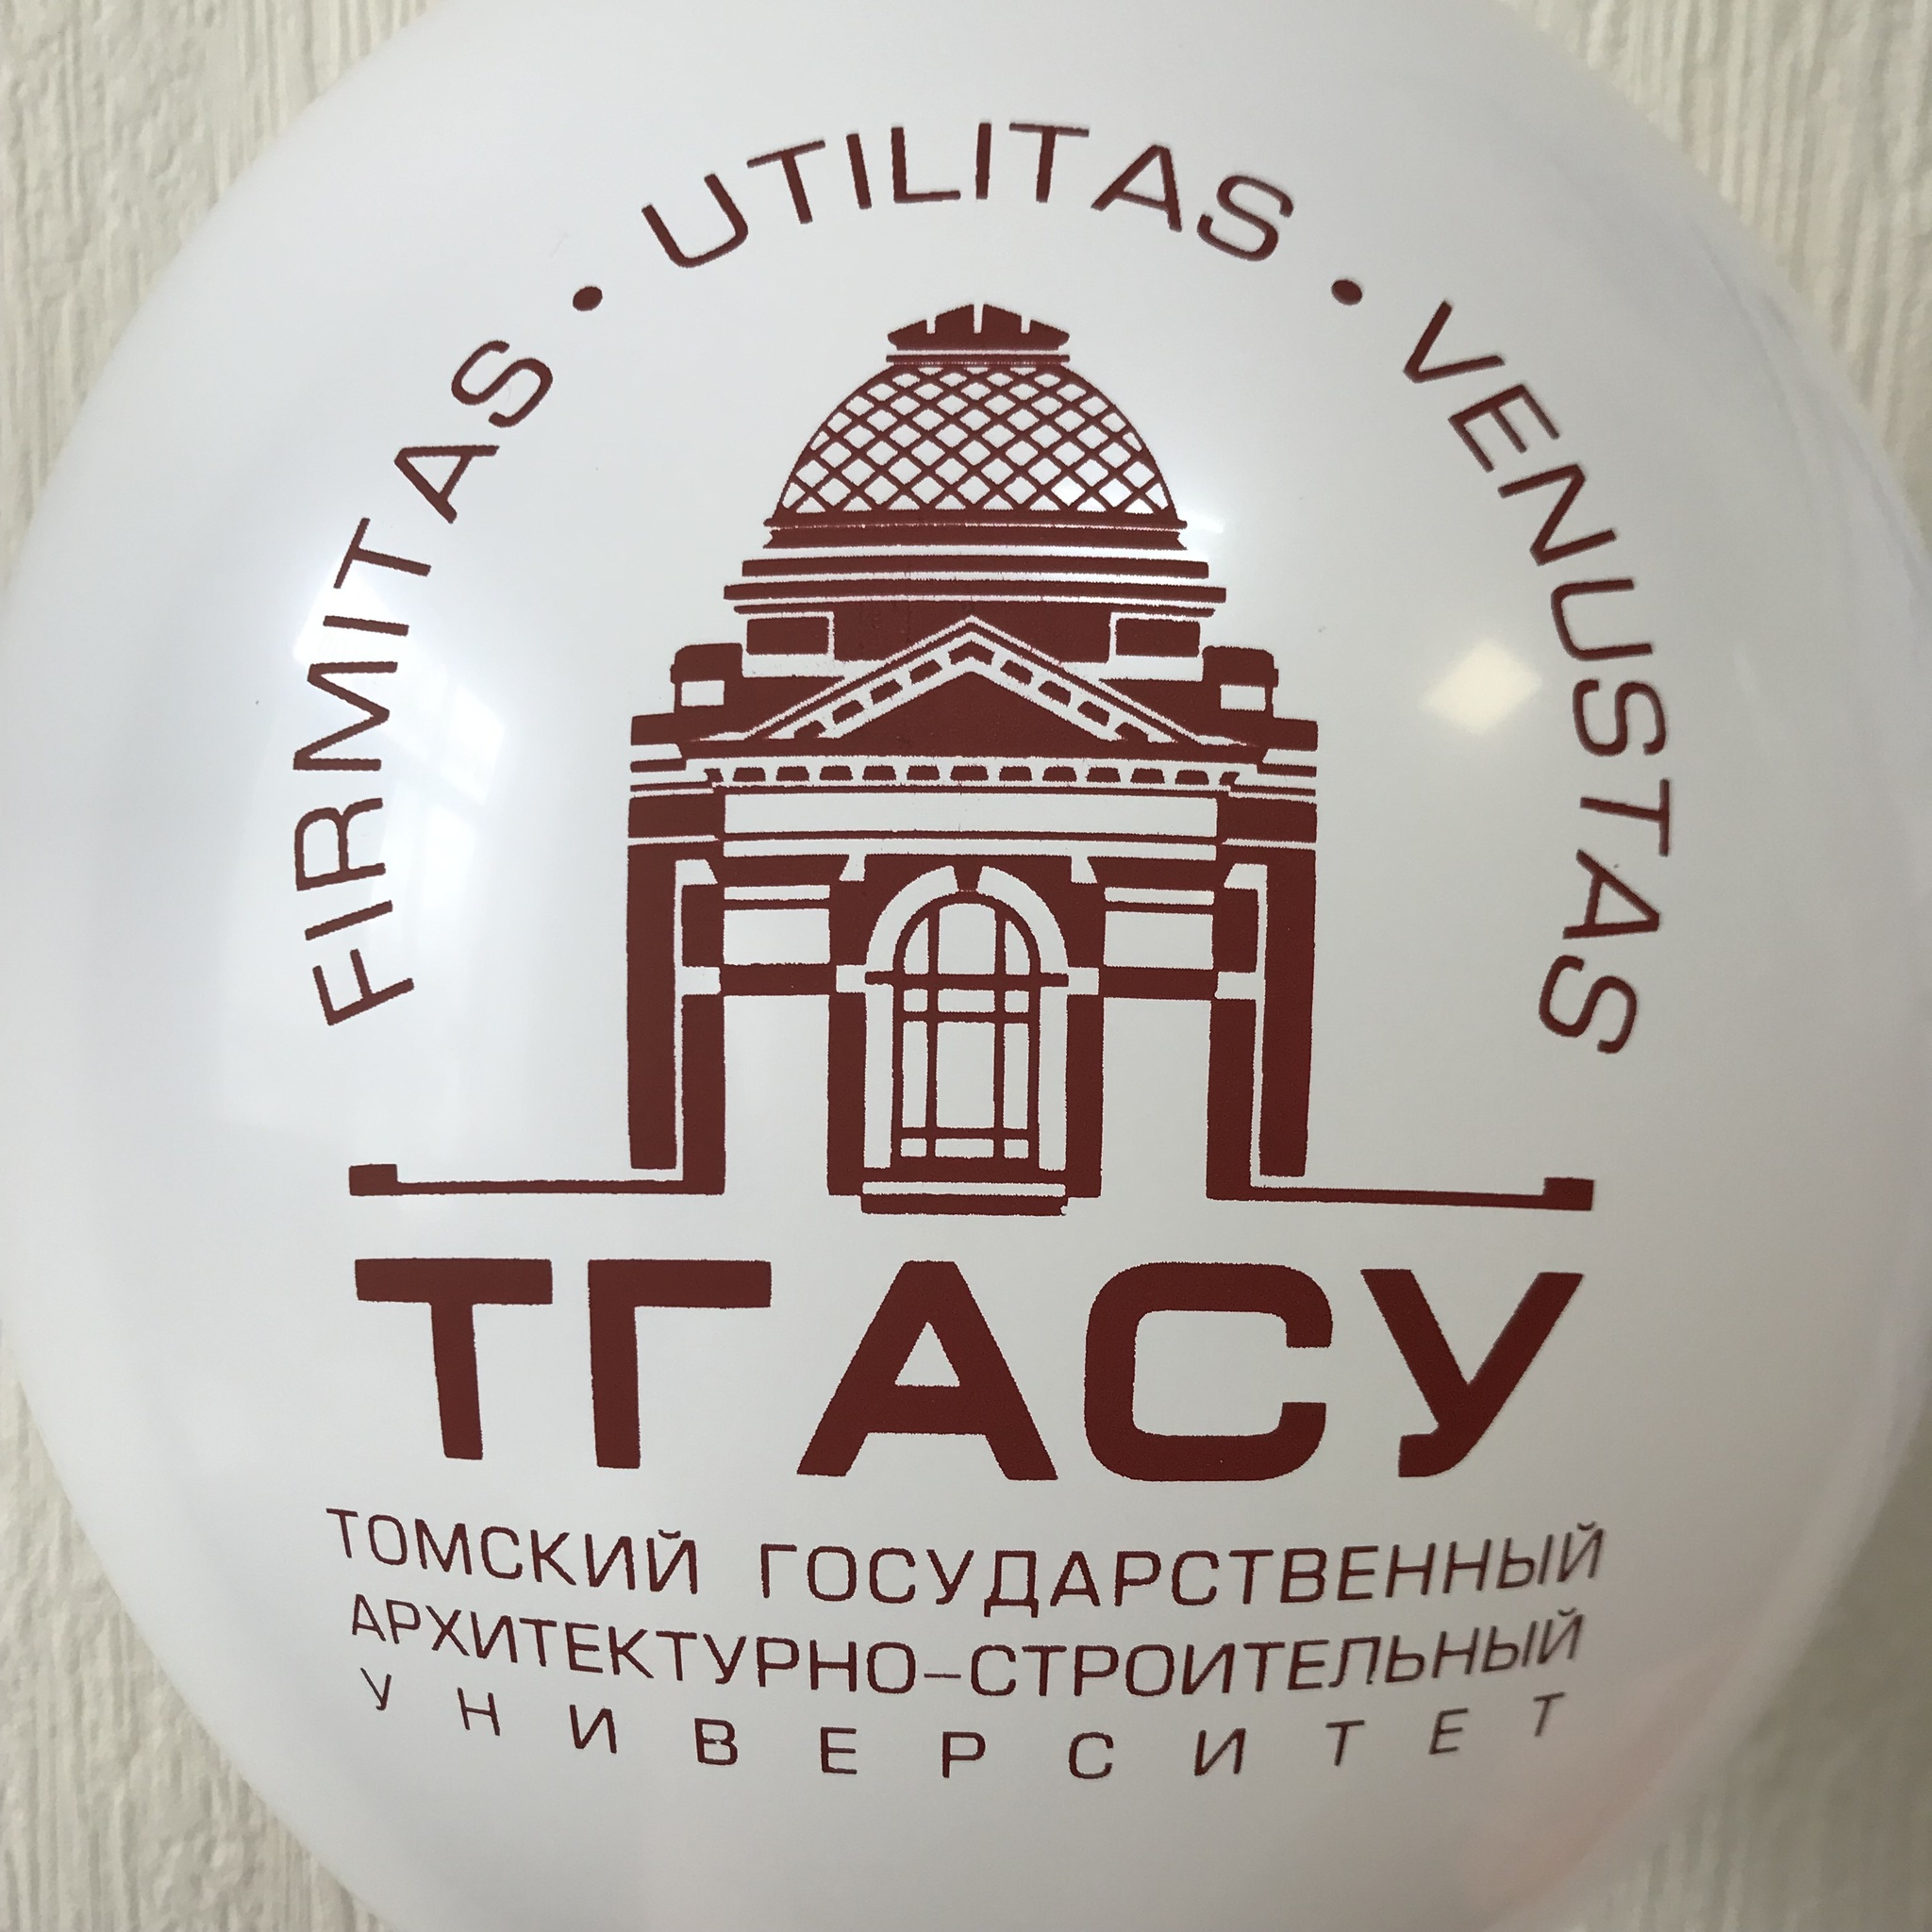 FIRMITAS • UTILITAS • VENUSTAS
ТГАСУ
ТОМСКИЙ ГОСУДАРСТВЕННЫЙ
АРХИТЕКТУРНО-СТРОИТЕЛЬНЫЙ
УНИВЕРСИТЕТ